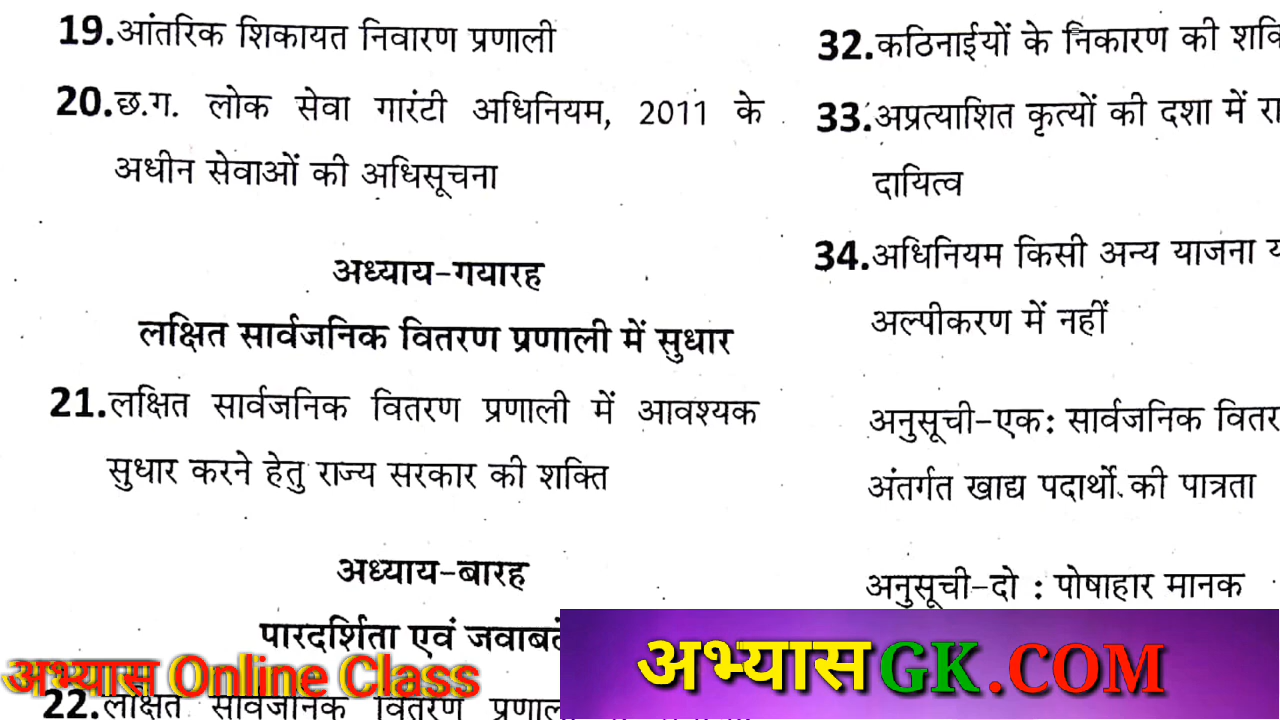 19.आंतरिक शिकायत निवारण प्रणाली
20.छ.ग. लोक सेवा गारंटी अधिनियम, 2011 के
अधीन सेवाओं की अधिसूचना
अध्याय-गयारह
लक्षित सार्वजनिक वितरण प्रणाली में सुधार
21.लक्षित सार्वजनिक वितरण प्रणाली में आवश्यक
सुधार करने हेतु राज्य सरकार की शक्ति
अध्याय-बारह
पारदर्शिता एवं
22.लक्षित सार्वजनिक वितरण
32.कठिनाईयों के निकारण की
33.अप्रत्याशित कृत्यों की दशा में
दायित्व
34.अधिनियम किसी अन्य याजना
अल्पीकरण में नहीं
अनुसूची-एक: सार्वजनिक
अंतर्गत खाद्य पदार्थो की पात्रता
अनुसूची-दो : पोषाहार मानक
अभ्यास Online Class
अभ्यास GK.COM